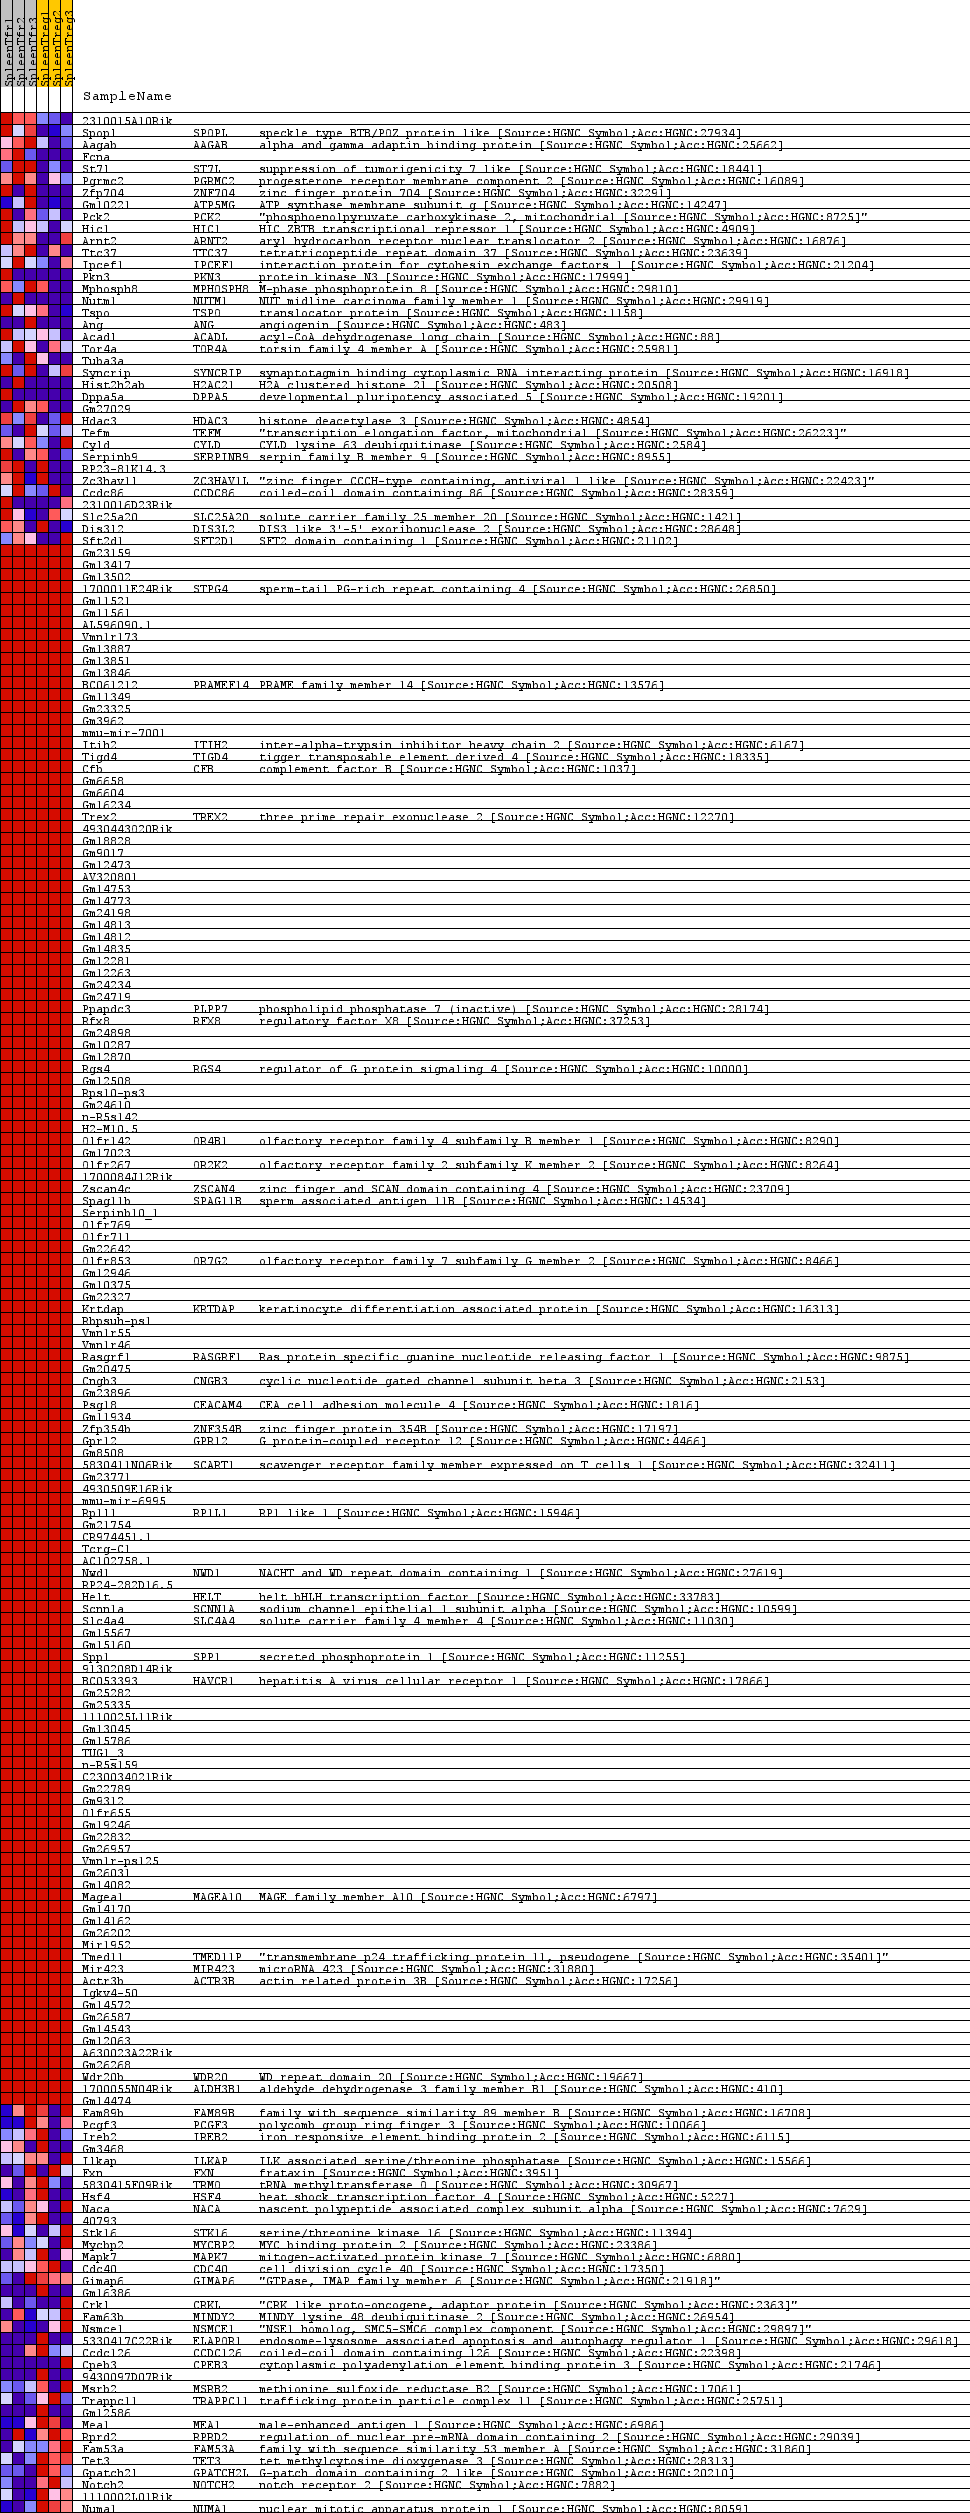 SpleenTfr1
SpleenTfr2
SpleenTfr3
SpleenTreg1
SpleenTreg2
SpleenTreg3
SampleName
2310015A10Rik
Spopl SPOPL speckle type BTB/POZ protein like [Source:HGNC Symbol;Acc:HGNC:27934]
Aagab AAGAB alpha and gamma adaptin binding protein [Source:HGNC Symbol;Acc:HGNC:25662]
Fcna
St7l ST7L suppression of tumorigenicity 7 like [Source:HGNC Symbol;Acc:HGNC:18441]
Pgrmc2 PGRMC2 progesterone receptor membrane component 2 [Source:HGNC Symbol;Acc:HGNC:16089]
Zfp704 ZNF704 zinc finger protein 704 [Source:HGNC Symbol;Acc:HGNC:32291]
Gm10221 ATP5MG ATP synthase membrane subunit g [Source:HGNC Symbol;Acc:HGNC:14247]
Pck2 PCK2 "phosphoenolpyruvate carboxykinase 2, mitochondrial [Source:HGNC Symbol;Acc:HGNC:8725]"
Hic1 HIC1 HIC ZBTB transcriptional repressor 1 [Source:HGNC Symbol;Acc:HGNC:4909]
Arnt2 ARNT2 aryl hydrocarbon receptor nuclear translocator 2 [Source:HGNC Symbol;Acc:HGNC:16876]
Ttc37 TTC37 tetratricopeptide repeat domain 37 [Source:HGNC Symbol;Acc:HGNC:23639]
Ipcef1 IPCEF1 interaction protein for cytohesin exchange factors 1 [Source:HGNC Symbol;Acc:HGNC:21204]
Pkn3 PKN3 protein kinase N3 [Source:HGNC Symbol;Acc:HGNC:17999]
Mphosph8 MPHOSPH8 M-phase phosphoprotein 8 [Source:HGNC Symbol;Acc:HGNC:29810]
Nutm1 NUTM1 NUT midline carcinoma family member 1 [Source:HGNC Symbol;Acc:HGNC:29919]
Tspo TSPO translocator protein [Source:HGNC Symbol;Acc:HGNC:1158]
Ang ANG angiogenin [Source:HGNC Symbol;Acc:HGNC:483]
Acadl ACADL acyl-CoA dehydrogenase long chain [Source:HGNC Symbol;Acc:HGNC:88]
Tor4a TOR4A torsin family 4 member A [Source:HGNC Symbol;Acc:HGNC:25981]
Tuba3a
Syncrip SYNCRIP synaptotagmin binding cytoplasmic RNA interacting protein [Source:HGNC Symbol;Acc:HGNC:16918]
Hist2h2ab H2AC21 H2A clustered histone 21 [Source:HGNC Symbol;Acc:HGNC:20508]
Dppa5a DPPA5 developmental pluripotency associated 5 [Source:HGNC Symbol;Acc:HGNC:19201]
Gm27029
Hdac3 HDAC3 histone deacetylase 3 [Source:HGNC Symbol;Acc:HGNC:4854]
Tefm TEFM "transcription elongation factor, mitochondrial [Source:HGNC Symbol;Acc:HGNC:26223]"
Cyld CYLD CYLD lysine 63 deubiquitinase [Source:HGNC Symbol;Acc:HGNC:2584]
Serpinb9 SERPINB9 serpin family B member 9 [Source:HGNC Symbol;Acc:HGNC:8955]
RP23-81K14.3
Zc3hav1l ZC3HAV1L "zinc finger CCCH-type containing, antiviral 1 like [Source:HGNC Symbol;Acc:HGNC:22423]"
Ccdc86 CCDC86 coiled-coil domain containing 86 [Source:HGNC Symbol;Acc:HGNC:28359]
2310016D23Rik
Slc25a20 SLC25A20 solute carrier family 25 member 20 [Source:HGNC Symbol;Acc:HGNC:1421]
Dis3l2 DIS3L2 DIS3 like 3'-5' exoribonuclease 2 [Source:HGNC Symbol;Acc:HGNC:28648]
Sft2d1 SFT2D1 SFT2 domain containing 1 [Source:HGNC Symbol;Acc:HGNC:21102]
Gm23159
Gm13417
Gm13502
1700011E24Rik STPG4 sperm-tail PG-rich repeat containing 4 [Source:HGNC Symbol;Acc:HGNC:26850]
Gm11521
Gm11561
AL596090.1
Vmn1r173
Gm13887
Gm13851
Gm13846
BC061212 PRAMEF14 PRAME family member 14 [Source:HGNC Symbol;Acc:HGNC:13576]
Gm11349
Gm23325
Gm3962
mmu-mir-7001
Itih2 ITIH2 inter-alpha-trypsin inhibitor heavy chain 2 [Source:HGNC Symbol;Acc:HGNC:6167]
Tigd4 TIGD4 tigger transposable element derived 4 [Source:HGNC Symbol;Acc:HGNC:18335]
Cfb CFB complement factor B [Source:HGNC Symbol;Acc:HGNC:1037]
Gm6658
Gm6604
Gm16234
Trex2 TREX2 three prime repair exonuclease 2 [Source:HGNC Symbol;Acc:HGNC:12270]
4930443O20Rik
Gm18828
Gm9017
Gm12473
AV320801
Gm14753
Gm14773
Gm24198
Gm14813
Gm14812
Gm14835
Gm12281
Gm12263
Gm24234
Gm24719
Ppapdc3 PLPP7 phospholipid phosphatase 7 (inactive) [Source:HGNC Symbol;Acc:HGNC:28174]
Rfx8 RFX8 regulatory factor X8 [Source:HGNC Symbol;Acc:HGNC:37253]
Gm24898
Gm10287
Gm12870
Rgs4 RGS4 regulator of G protein signaling 4 [Source:HGNC Symbol;Acc:HGNC:10000]
Gm12508
Rps10-ps3
Gm24610
n-R5s142
H2-M10.5
Olfr142 OR4B1 olfactory receptor family 4 subfamily B member 1 [Source:HGNC Symbol;Acc:HGNC:8290]
Gm17023
Olfr267 OR2K2 olfactory receptor family 2 subfamily K member 2 [Source:HGNC Symbol;Acc:HGNC:8264]
1700084J12Rik
Zscan4c ZSCAN4 zinc finger and SCAN domain containing 4 [Source:HGNC Symbol;Acc:HGNC:23709]
Spag11b SPAG11B sperm associated antigen 11B [Source:HGNC Symbol;Acc:HGNC:14534]
Serpinb10_1
Olfr769
Olfr711
Gm22642
Olfr853 OR7G2 olfactory receptor family 7 subfamily G member 2 [Source:HGNC Symbol;Acc:HGNC:8466]
Gm12946
Gm10375
Gm22327
Krtdap KRTDAP keratinocyte differentiation associated protein [Source:HGNC Symbol;Acc:HGNC:16313]
Rbpsuh-ps1
Vmn1r55
Vmn1r46
Rasgrf1 RASGRF1 Ras protein specific guanine nucleotide releasing factor 1 [Source:HGNC Symbol;Acc:HGNC:9875]
Gm20475
Cngb3 CNGB3 cyclic nucleotide gated channel subunit beta 3 [Source:HGNC Symbol;Acc:HGNC:2153]
Gm23896
Psg18 CEACAM4 CEA cell adhesion molecule 4 [Source:HGNC Symbol;Acc:HGNC:1816]
Gm11934
Zfp354b ZNF354B zinc finger protein 354B [Source:HGNC Symbol;Acc:HGNC:17197]
Gpr12 GPR12 G protein-coupled receptor 12 [Source:HGNC Symbol;Acc:HGNC:4466]
Gm8508
5830411N06Rik SCART1 scavenger receptor family member expressed on T cells 1 [Source:HGNC Symbol;Acc:HGNC:32411]
Gm23771
4930509E16Rik
mmu-mir-6995
Rp1l1 RP1L1 RP1 like 1 [Source:HGNC Symbol;Acc:HGNC:15946]
Gm21754
CR974451.1
Tcrg-C1
AC102758.1
Nwd1 NWD1 NACHT and WD repeat domain containing 1 [Source:HGNC Symbol;Acc:HGNC:27619]
RP24-282D16.5
Helt HELT helt bHLH transcription factor [Source:HGNC Symbol;Acc:HGNC:33783]
Scnn1a SCNN1A sodium channel epithelial 1 subunit alpha [Source:HGNC Symbol;Acc:HGNC:10599]
Slc4a4 SLC4A4 solute carrier family 4 member 4 [Source:HGNC Symbol;Acc:HGNC:11030]
Gm15567
Gm15160
Spp1 SPP1 secreted phosphoprotein 1 [Source:HGNC Symbol;Acc:HGNC:11255]
9130208D14Rik
BC053393 HAVCR1 hepatitis A virus cellular receptor 1 [Source:HGNC Symbol;Acc:HGNC:17866]
Gm25282
Gm25335
1110025L11Rik
Gm13045
Gm15786
TUG1_3
n-R5s159
C230034O21Rik
Gm22789
Gm9312
Olfr655
Gm19246
Gm22832
Gm26957
Vmn1r-ps125
Gm26031
Gm14082
Magea1 MAGEA10 MAGE family member A10 [Source:HGNC Symbol;Acc:HGNC:6797]
Gm14170
Gm14162
Gm26202
Mir1952
Tmed11 TMED11P "transmembrane p24 trafficking protein 11, pseudogene [Source:HGNC Symbol;Acc:HGNC:35401]"
Mir423 MIR423 microRNA 423 [Source:HGNC Symbol;Acc:HGNC:31880]
Actr3b ACTR3B actin related protein 3B [Source:HGNC Symbol;Acc:HGNC:17256]
Igkv4-50
Gm14572
Gm26587
Gm14543
Gm12063
A630023A22Rik
Gm26268
Wdr20b WDR20 WD repeat domain 20 [Source:HGNC Symbol;Acc:HGNC:19667]
1700055N04Rik ALDH3B1 aldehyde dehydrogenase 3 family member B1 [Source:HGNC Symbol;Acc:HGNC:410]
Gm14474
Fam89b FAM89B family with sequence similarity 89 member B [Source:HGNC Symbol;Acc:HGNC:16708]
Pcgf3 PCGF3 polycomb group ring finger 3 [Source:HGNC Symbol;Acc:HGNC:10066]
Ireb2 IREB2 iron responsive element binding protein 2 [Source:HGNC Symbol;Acc:HGNC:6115]
Gm3468
Ilkap ILKAP ILK associated serine/threonine phosphatase [Source:HGNC Symbol;Acc:HGNC:15566]
Fxn FXN frataxin [Source:HGNC Symbol;Acc:HGNC:3951]
5830415F09Rik TRMO tRNA methyltransferase O [Source:HGNC Symbol;Acc:HGNC:30967]
Hsf4 HSF4 heat shock transcription factor 4 [Source:HGNC Symbol;Acc:HGNC:5227]
Naca NACA nascent polypeptide associated complex subunit alpha [Source:HGNC Symbol;Acc:HGNC:7629]
40793
Stk16 STK16 serine/threonine kinase 16 [Source:HGNC Symbol;Acc:HGNC:11394]
Mycbp2 MYCBP2 MYC binding protein 2 [Source:HGNC Symbol;Acc:HGNC:23386]
Mapk7 MAPK7 mitogen-activated protein kinase 7 [Source:HGNC Symbol;Acc:HGNC:6880]
Cdc40 CDC40 cell division cycle 40 [Source:HGNC Symbol;Acc:HGNC:17350]
Gimap6 GIMAP6 "GTPase, IMAP family member 6 [Source:HGNC Symbol;Acc:HGNC:21918]"
Gm16386
Crkl CRKL "CRK like proto-oncogene, adaptor protein [Source:HGNC Symbol;Acc:HGNC:2363]"
Fam63b MINDY2 MINDY lysine 48 deubiquitinase 2 [Source:HGNC Symbol;Acc:HGNC:26954]
Nsmce1 NSMCE1 "NSE1 homolog, SMC5-SMC6 complex component [Source:HGNC Symbol;Acc:HGNC:29897]"
5330417C22Rik ELAPOR1 endosome-lysosome associated apoptosis and autophagy regulator 1 [Source:HGNC Symbol;Acc:HGNC:29618]
Ccdc126 CCDC126 coiled-coil domain containing 126 [Source:HGNC Symbol;Acc:HGNC:22398]
Cpeb3 CPEB3 cytoplasmic polyadenylation element binding protein 3 [Source:HGNC Symbol;Acc:HGNC:21746]
9430097D07Rik
Msrb2 MSRB2 methionine sulfoxide reductase B2 [Source:HGNC Symbol;Acc:HGNC:17061]
Trappc11 TRAPPC11 trafficking protein particle complex 11 [Source:HGNC Symbol;Acc:HGNC:25751]
Gm12586
Mea1 MEA1 male-enhanced antigen 1 [Source:HGNC Symbol;Acc:HGNC:6986]
Rprd2 RPRD2 regulation of nuclear pre-mRNA domain containing 2 [Source:HGNC Symbol;Acc:HGNC:29039]
Fam53a FAM53A family with sequence similarity 53 member A [Source:HGNC Symbol;Acc:HGNC:31860]
Tet3 TET3 tet methylcytosine dioxygenase 3 [Source:HGNC Symbol;Acc:HGNC:28313]
Gpatch2l GPATCH2L G-patch domain containing 2 like [Source:HGNC Symbol;Acc:HGNC:20210]
Notch2 NOTCH2 notch receptor 2 [Source:HGNC Symbol;Acc:HGNC:7882]
1110002L01Rik
Numa1 NUMA1 nuclear mitotic apparatus protein 1 [Source:HGNC Symbol;Acc:HGNC:8059]